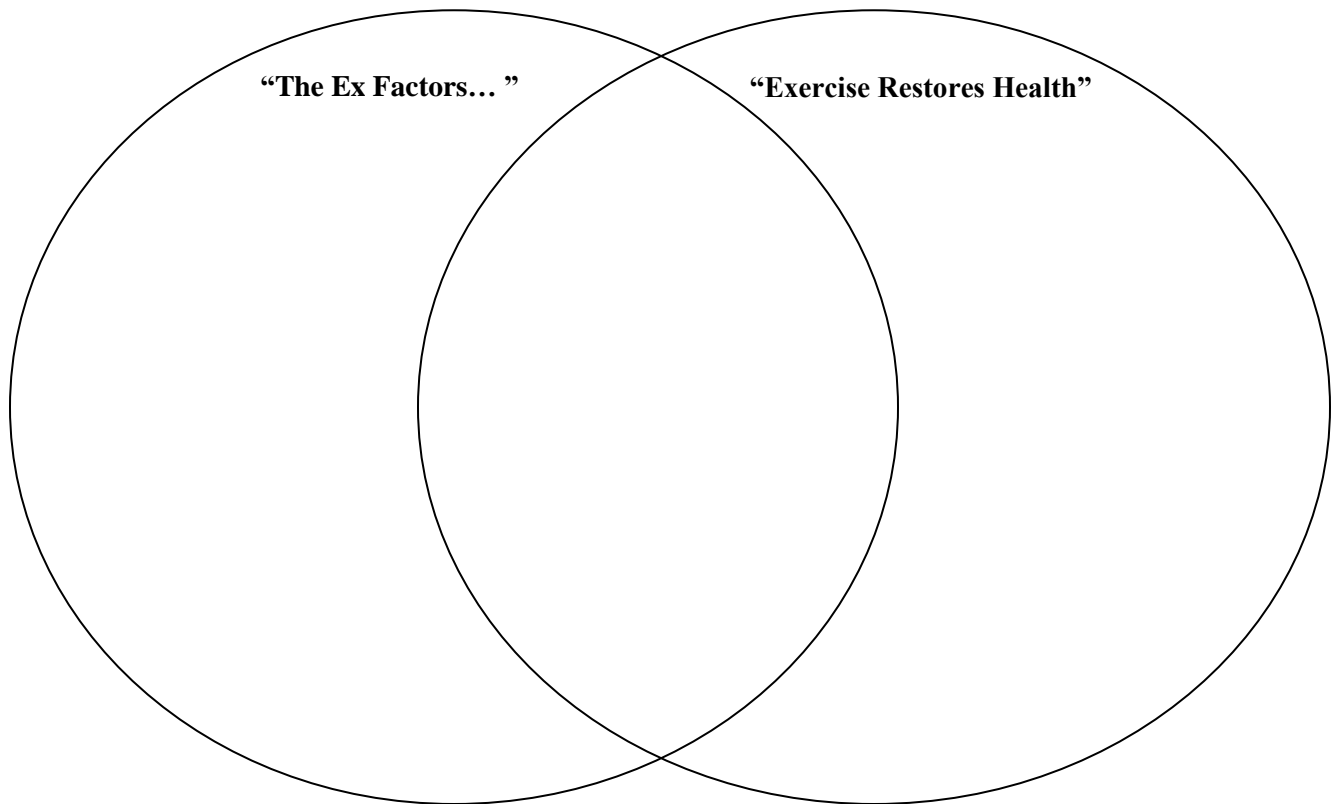 “The Ex Factors… ”
“Exercise Restores Health”